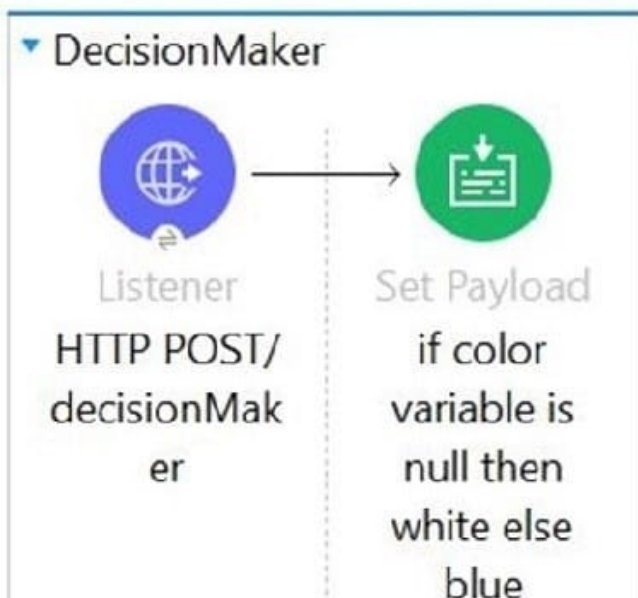 DecisionMaker
Listener
HTTP POST/
decisionMak
er
Set Payload
if color
variable is
null then
white else
blue